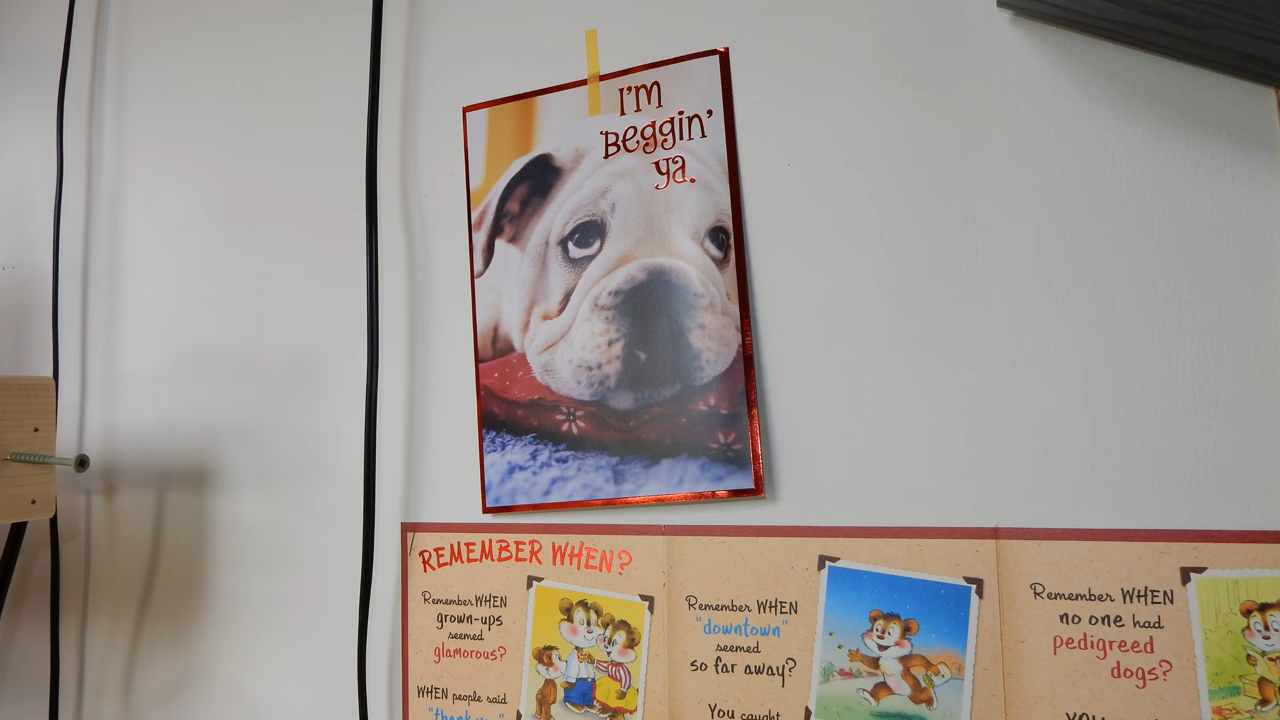 I'm
Beggin'
ya.
REMEMBER WHEN?
Remember WHEN
grown-ups
seemed
glamorous?
WHEN people said
Remember WHEN
"downtown"
seemed
so far away?
You caught
Remember WHEN
no one had
pedigreed
dogs?
YOU